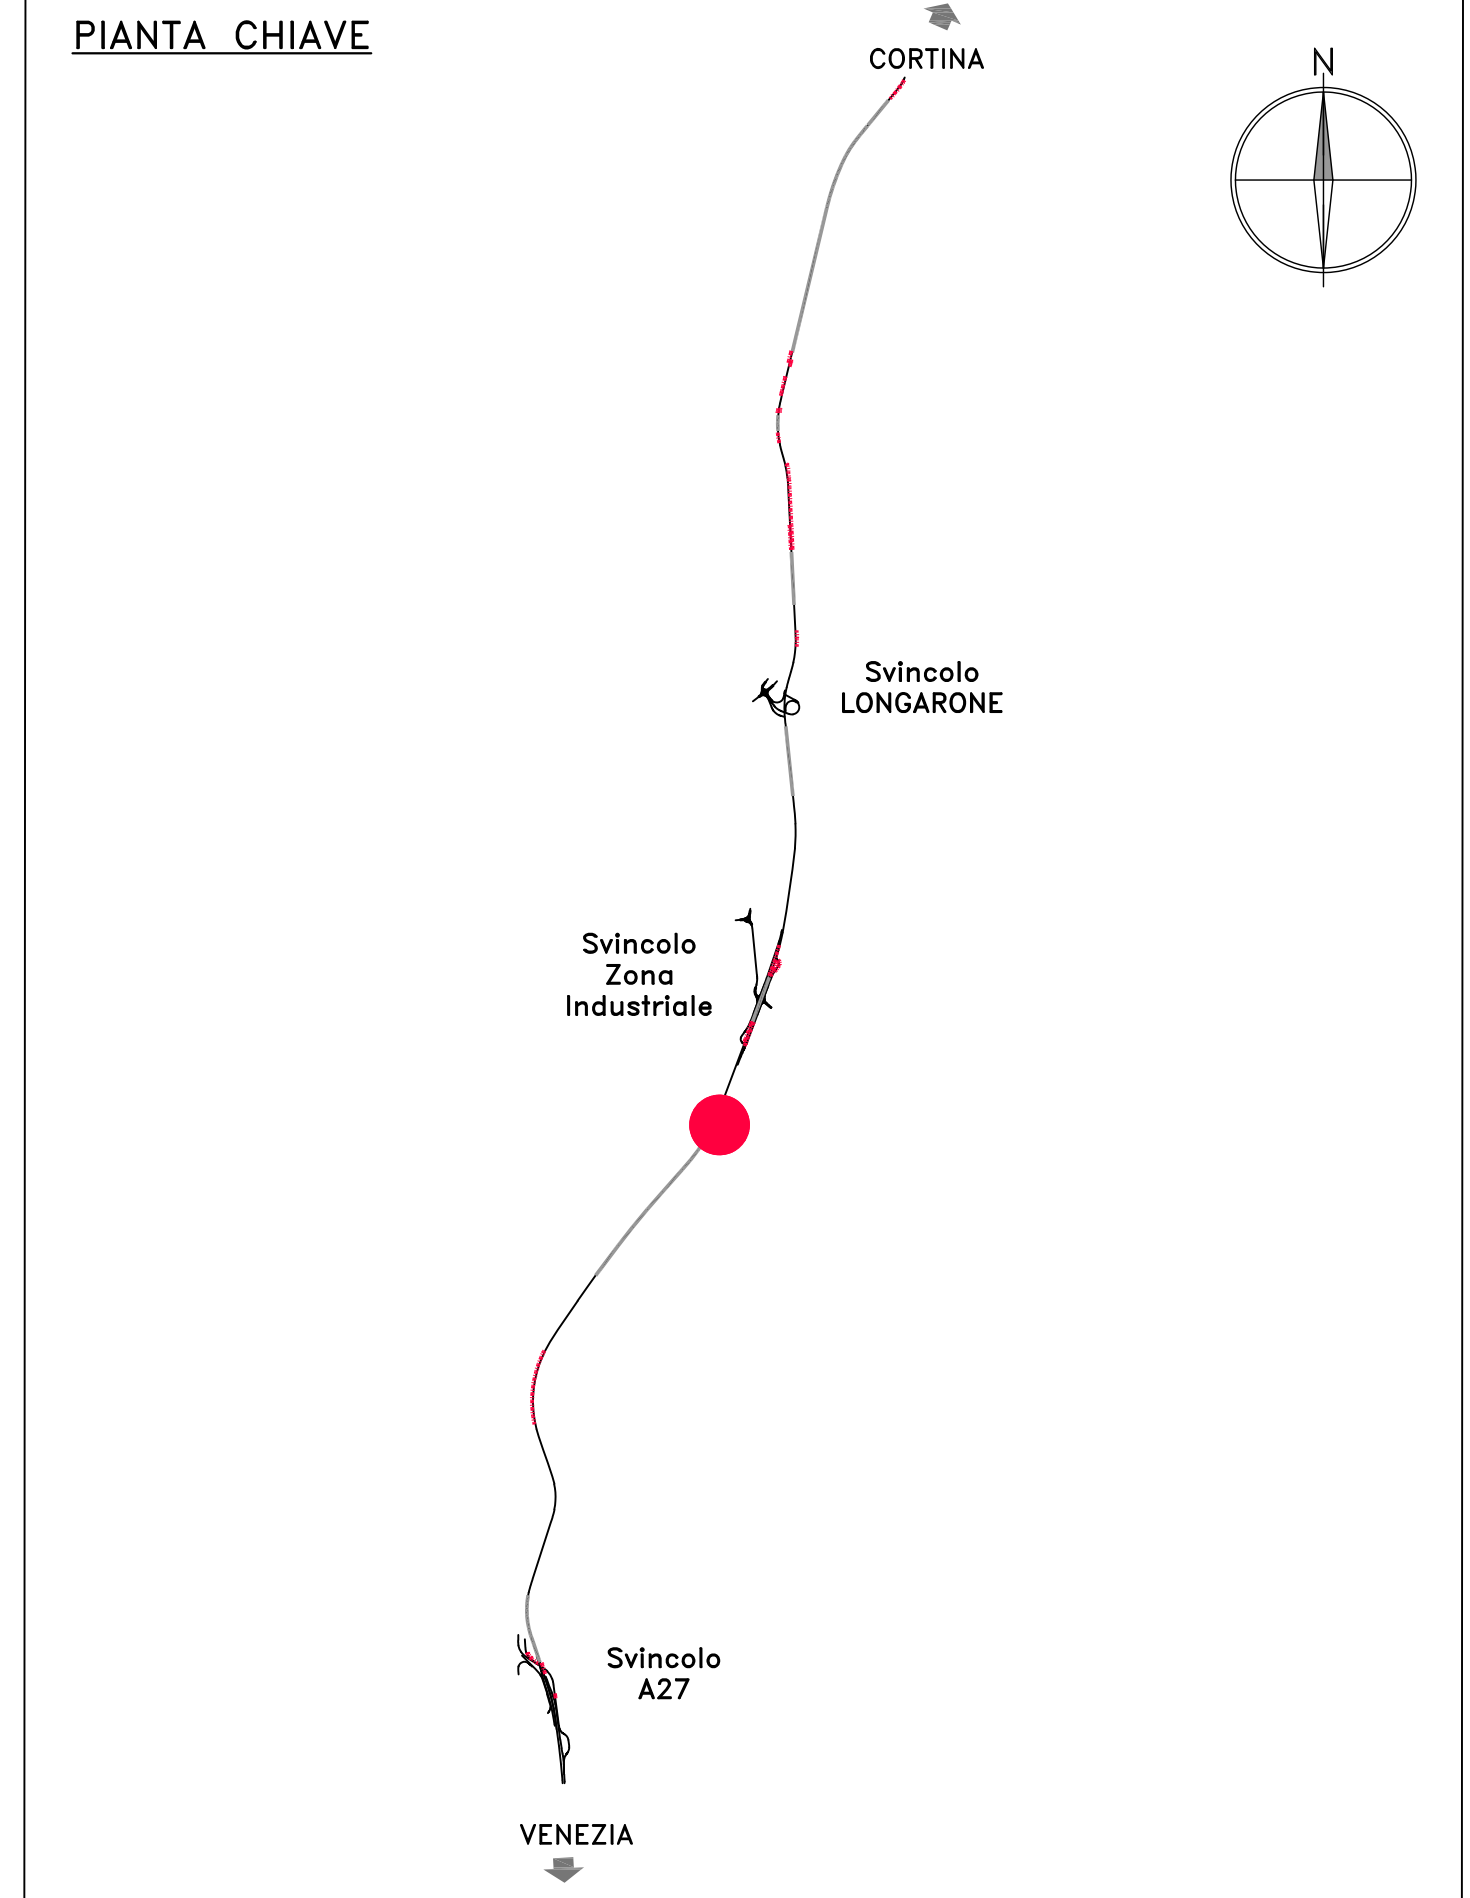 PIANTA CHIAVE
CORTINA
N
Svincolo
LONGARONE
Svincolo
Zona
Industriale
Svincolo
A27
VENEZIA